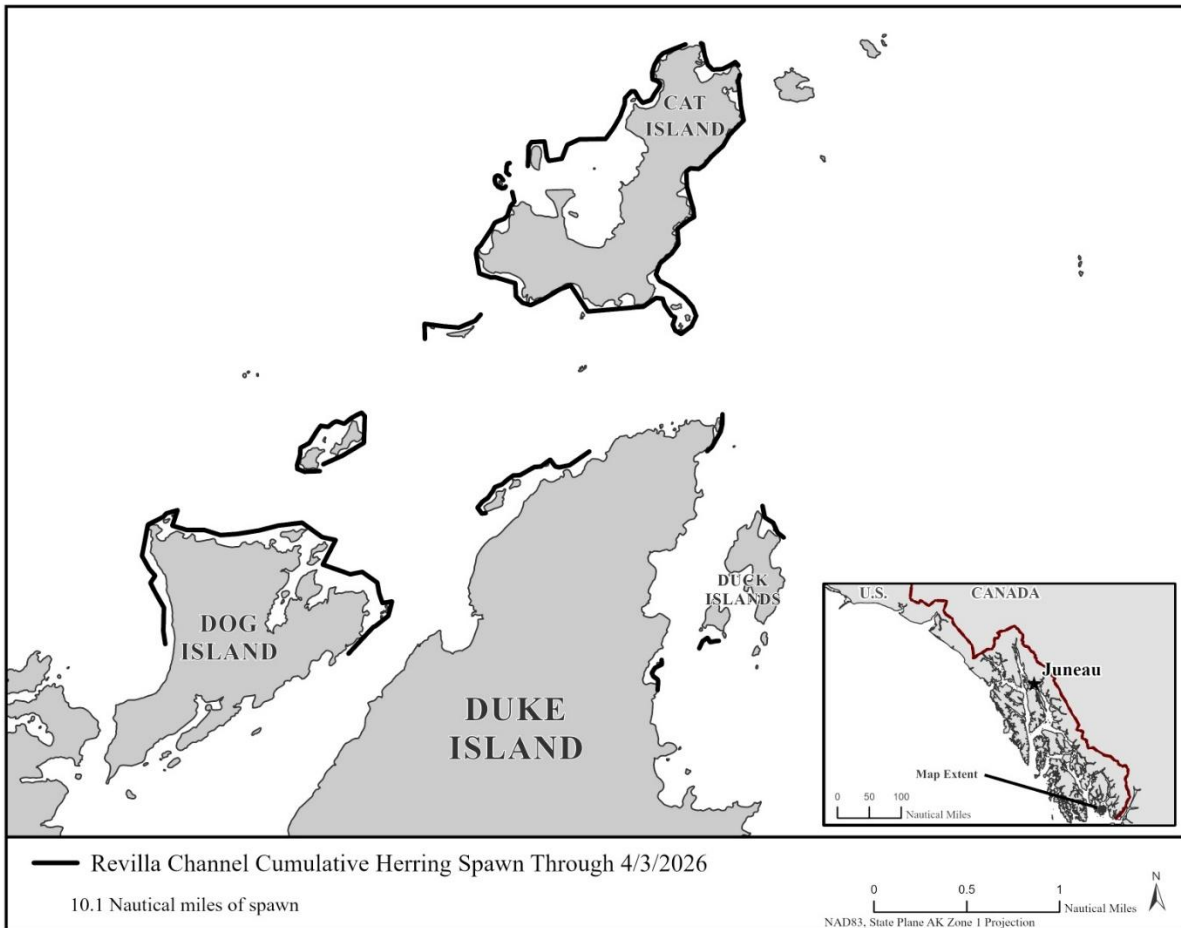 CAT
ISLAND
DOG
ISLAND
DUKE
ISLAND
DUCK
ISLANDS
U.S.
CANADA
Juneau
Map Extent
0 50 100
Nautical Miles
Revilla Channel Cumulative Herring Spawn Through 4/3/2026
10.1 Nautical miles of spawn
0 0.5 1
Nautical Miles
N
NAD83, State Plane AK Zone 1 Projection